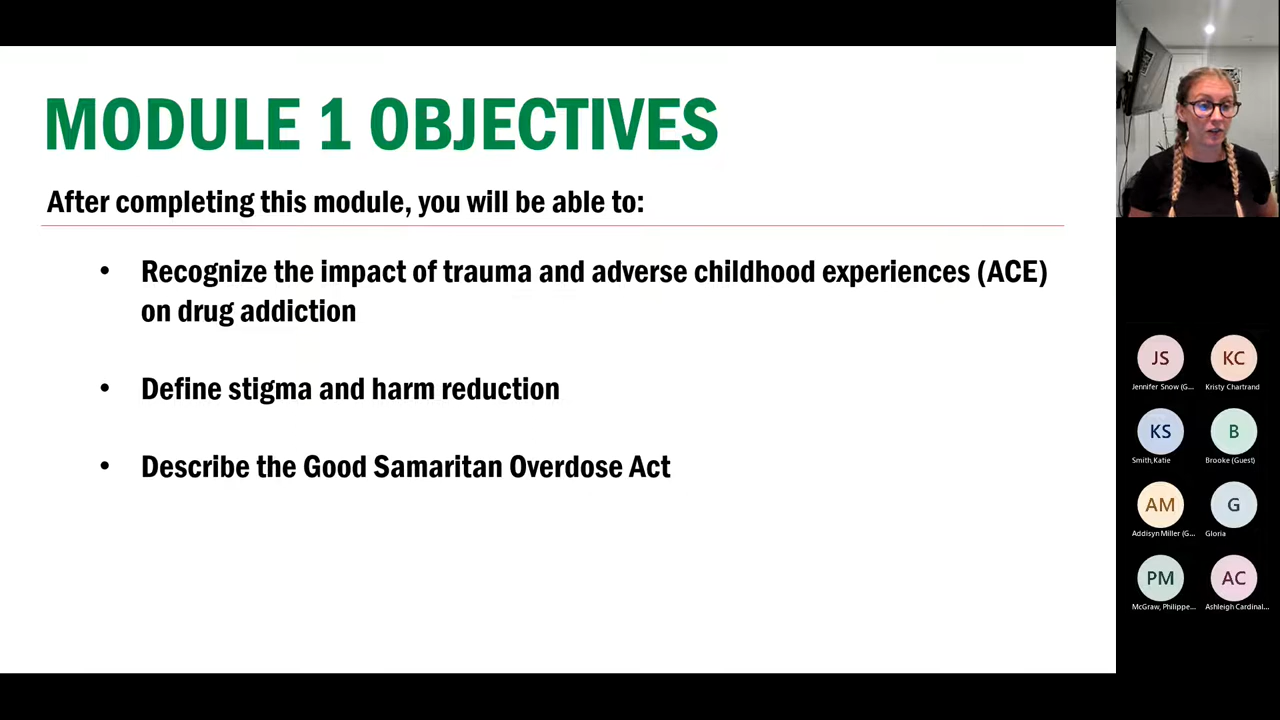 MODULE 1 OBJECTIVES
After completing this module, you will be able to:
• Recognize the impact of trauma and adverse childhood experiences (ACE)
on drug addiction
• Define stigma and harm reduction
• Describe the Good Samaritan Overdose Act
JS KC
Jennifer Snow (G... Kristy Chartrand
KS B
Smith,Katie Brooke (Guest)
AM G
Addisyn Miller (G... Gloria
PM AC
McGraw, Philippe... Ashleigh Cardinal...